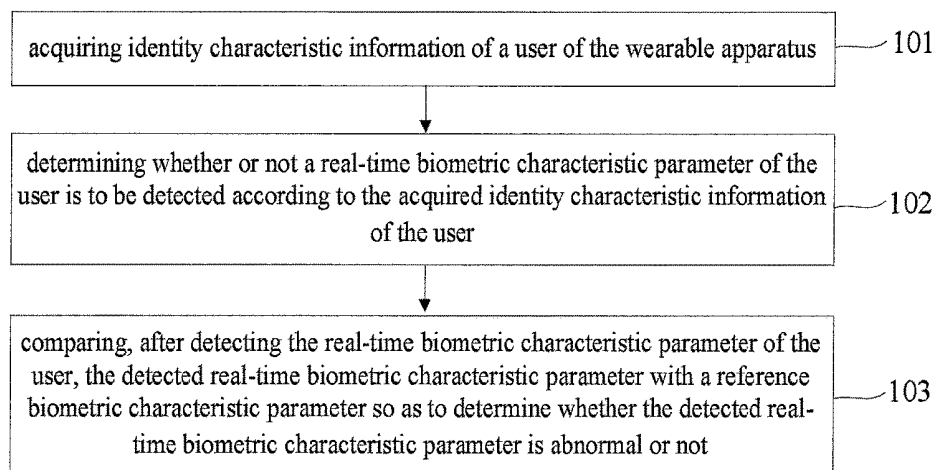 acquiring identity characteristic information of a user of the wearable apparatus
101
determining whether or not a real-time biometric characteristic parameter of the
user is to be detected according to the acquired identity characteristic information
of the user
102
comparing, after detecting the real-time biometric characteristic parameter of the
user, the detected real-time biometric characteristic parameter with a reference
biometric characteristic parameter so as to determine whether the detected real-
time biometric characteristic parameter is abnormal or not
103